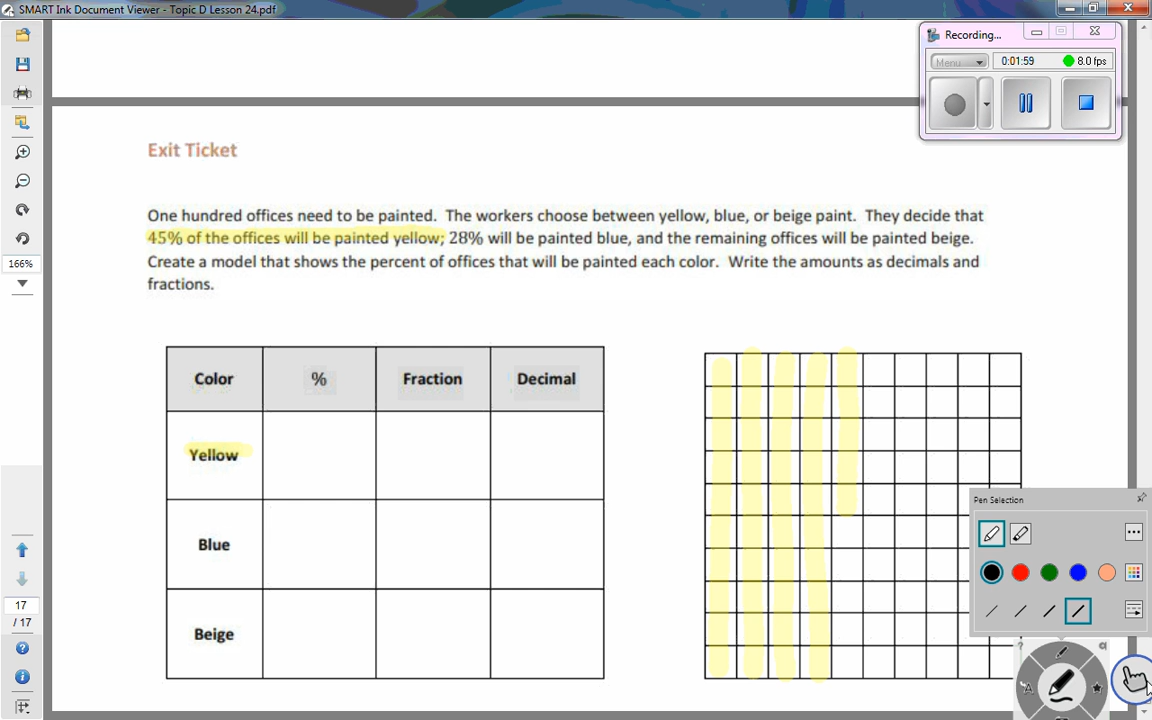 SMART Ink Document Viewer - Topic D Lesson 24.pdf
Recording...
Menu
0:01:59
8.0 fps
Exit Ticket
One hundred offices need to be painted. The workers choose between yellow, blue, or beige paint. They decide that
45% of the offices will be painted yellow; 28% will be painted blue, and the remaining offices will be painted beige.
Create a model that shows the percent of offices that will be painted each color. Write the amounts as decimals and
fractions.
166%
Color % Fraction Decimal
Yellow
Blue
Beige
Pen Selection
17
/ 17